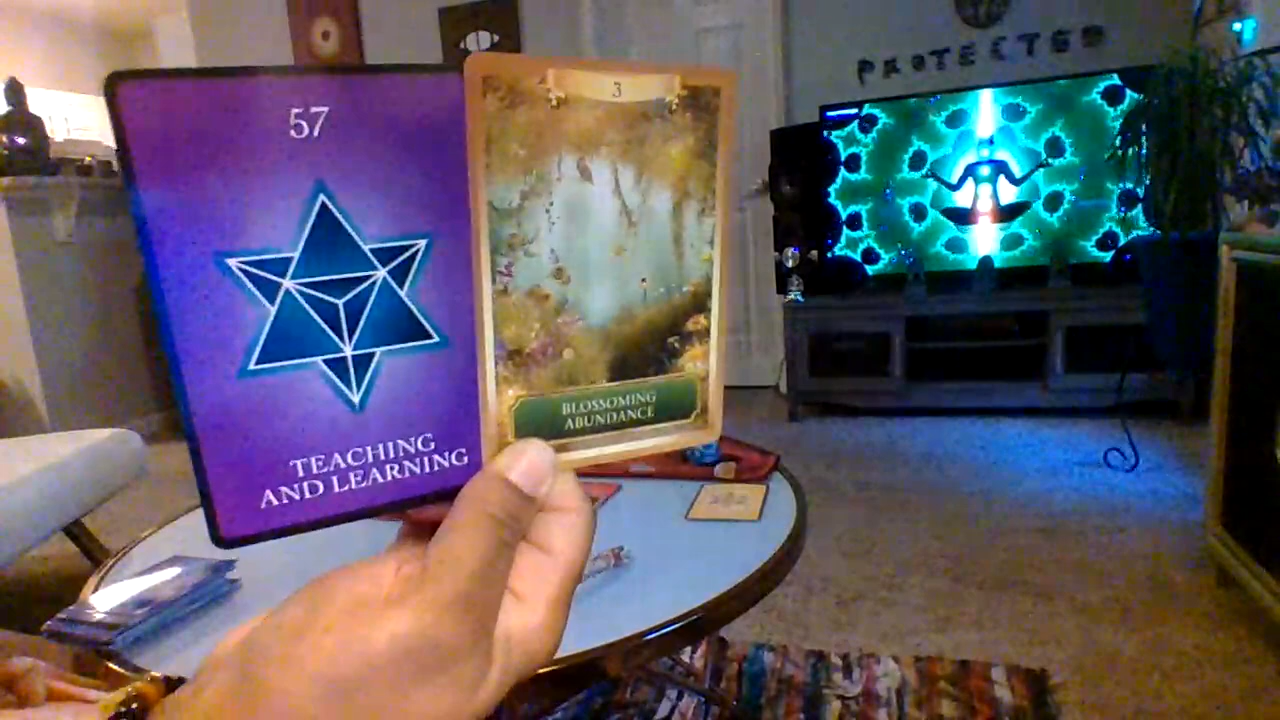 57
TEACHING
AND LEARNING
3
BLOSSOMING
ABUNDANCE
PROTECTED